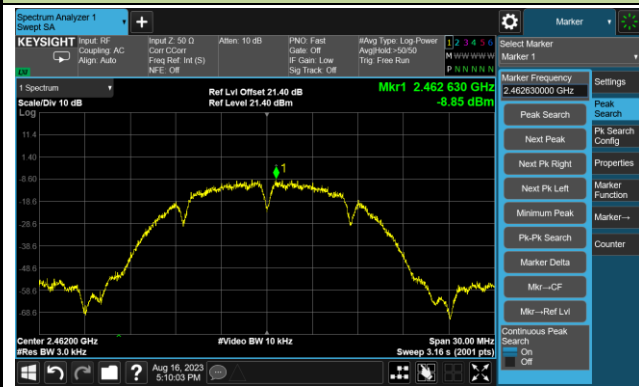 Spectrum Analyzer 1
Swept SA
Marker
KEYSIGHT
Input: RF
Coupling: AC
Align: Auto
Input Z: 50 Ω
Corr CCorr
Freq Ref: Int (S)
NFE: Off
Atten: 10 dB
PNO: Fast
Gate: Off
IF Gain: Low
Sig Track: Off
#Avg Type: Log-Power
Avg|Hold:>50/50
Trig: Free Run
1 2 3 4 5 6
M W W W W W
P N N N N N
LVI
Select Marker
Marker 1
1 Spectrum
Scale/Div 10 dB
Log
Ref Lvl Offset 21.40 dB
Ref Level 21.40 dBm
Mkr1 2.462 630 GHz
-8.85 dBm
11.4
1.40
-8.60
-18.6
-28.6
-38.6
-48.6
-58.6
-68.6
1
Center 2.46200 GHz
#Res BW 3.0 kHz
#Video BW 10 kHz
Span 30.00 MHz
Sweep 3.16 s (2001 pts)
Marker Frequency
2.462630000 GHz
Peak Search
Next Peak
Next Pk Right
Next Pk Left
Minimum Peak
Pk-Pk Search
Marker Delta
Mkr→CF
Mkr→Ref Lvl
Continuous Peak
Search
On
Off
Settings
Peak
Search
Pk Search
Config
Properties
Marker
Function
Marker→
Counter
?
Aug 16, 2023
5:10:03 PM